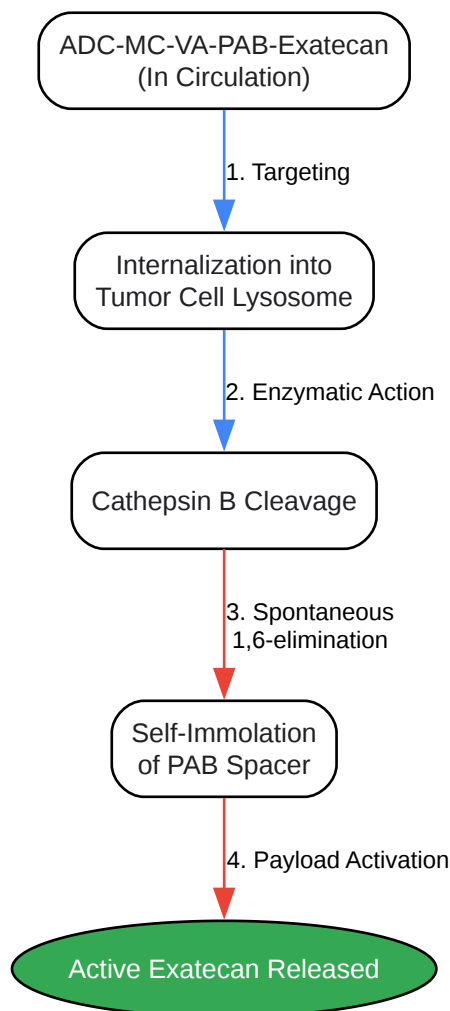 ADC-MC-VA-PAB-Exatecan
(In Circulation)
1. Targeting
Internalization into
Tumor Cell Lysosome
2. Enzymatic Action
Cathepsin B Cleavage
3. Spontaneous
1,6-elimination
Self-Immolation
of PAB Spacer
4. Payload Activation
Active Exatecan Released